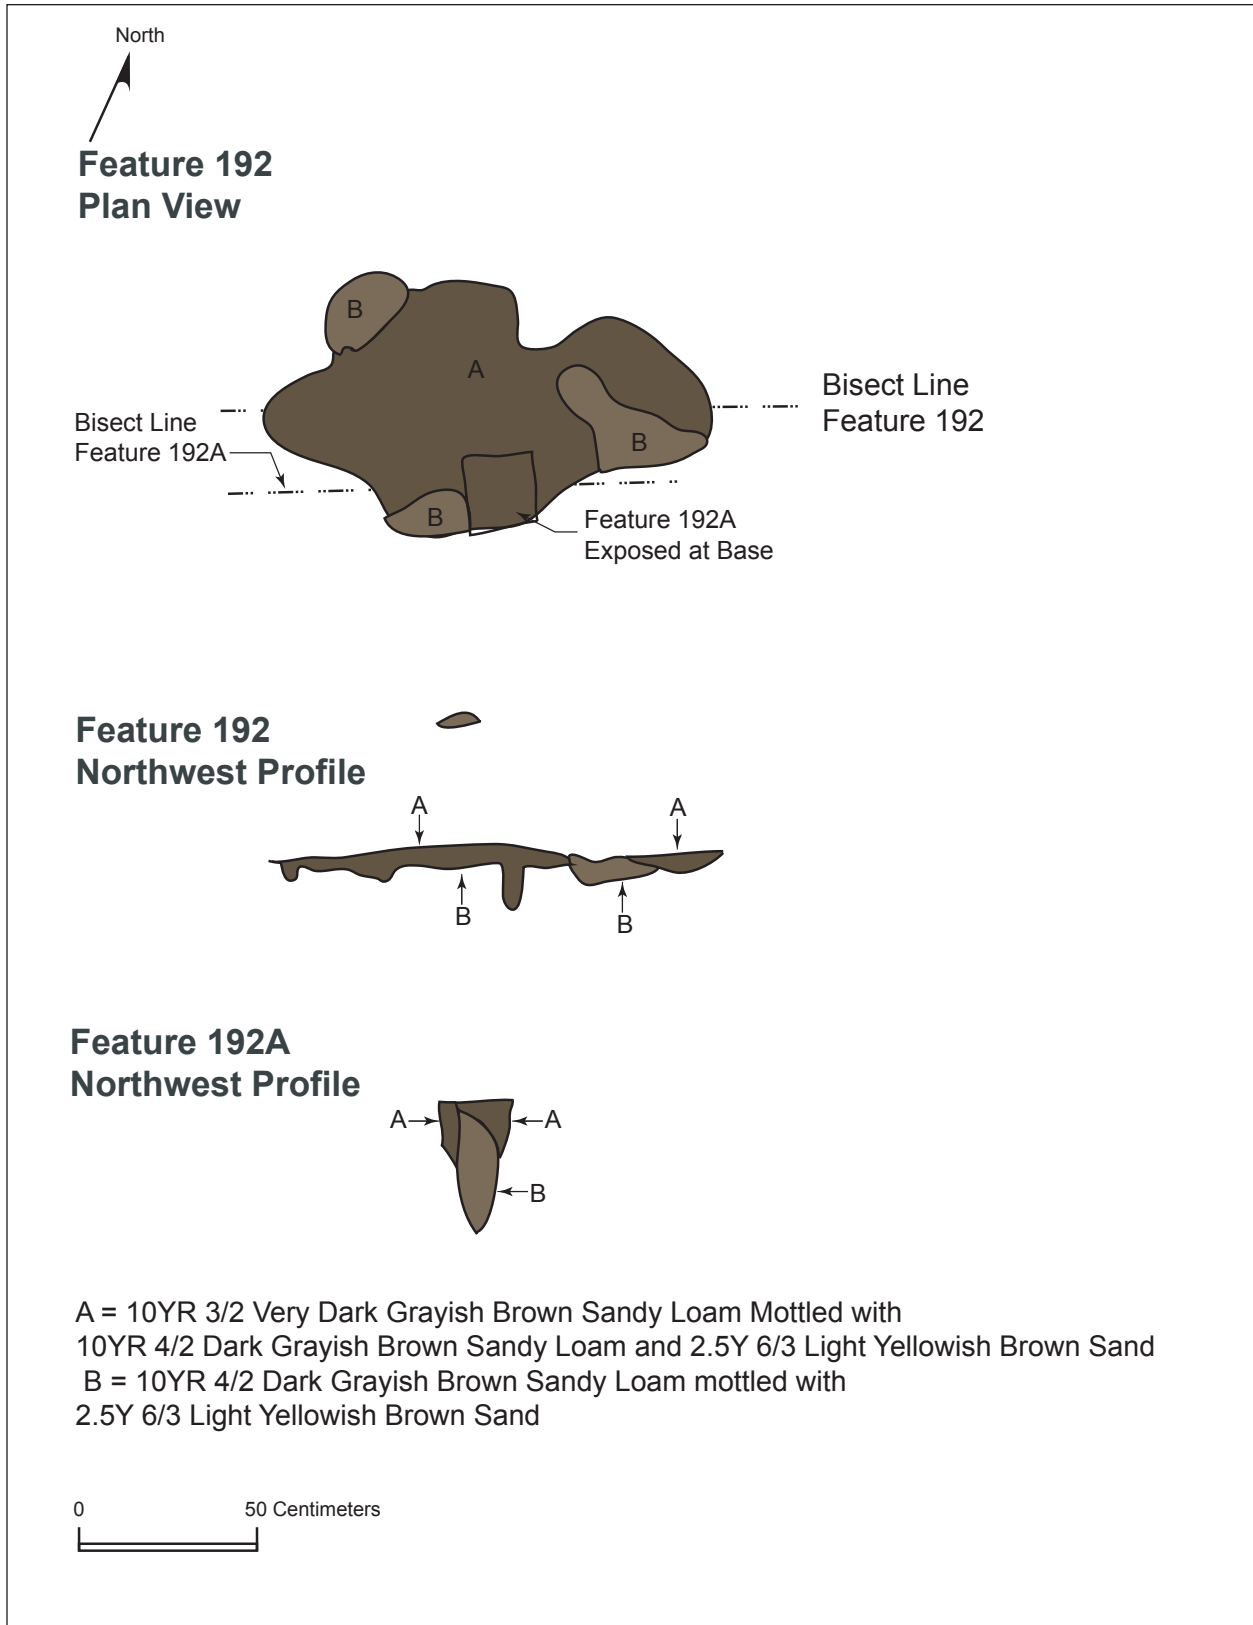 North
Feature 192
Plan View
B
A
Bisect Line
Feature 192
Bisect Line
Feature 192A
B
B
Feature 192A
Exposed at Base
Feature 192
Northwest Profile
A
A
B
B
Feature 192A
Northwest Profile
A
A
B
A = 10YR 3/2 Very Dark Grayish Brown Sandy Loam Mottled with
10YR 4/2 Dark Grayish Brown Sandy Loam and 2.5Y 6/3 Light Yellowish Brown Sand
B = 10YR 4/2 Dark Grayish Brown Sandy Loam mottled with
2.5Y 6/3 Light Yellowish Brown Sand
0
50 Centimeters